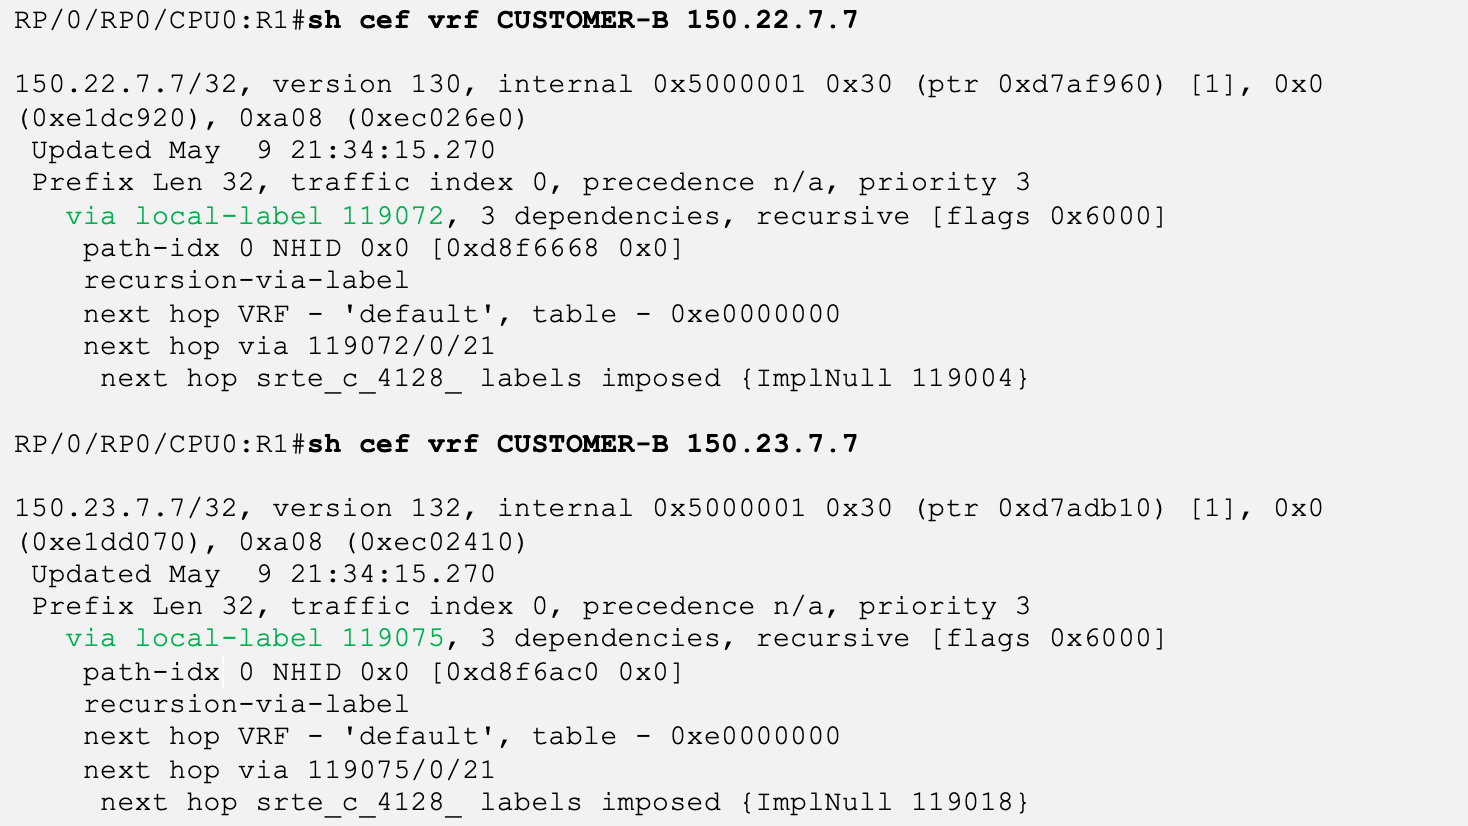 RP/0/RP0/CPU0:R1#sh cef vrf CUSTOMER-B 150.22.7.7
150.22.7.7/32, version 130, internal 0x5000001 0x30 (ptr 0xd7af960) [1], 0x0
(0xe1dc920), 0xa08 (0xec026e0)
Updated May  9 21:34:15.270
Prefix Len 32, traffic index 0, precedence n/a, priority 3
via local-label 119072, 3 dependencies, recursive [flags 0x6000]
path-idx 0 NHID 0x0 [0xd8f6668 0x0]
recursion-via-label
next hop VRF - 'default', table - 0xe0000000
next hop via 119072/0/21
next hop srte_c_4128_ labels imposed {ImplNull 119004}
RP/0/RP0/CPU0:R1#sh cef vrf CUSTOMER-B 150.23.7.7
150.23.7.7/32, version 132, internal 0x5000001 0x30 (ptr 0xd7adb10) [1], 0x0
(0xe1dd070), 0xa08 (0xec02410)
Updated May  9 21:34:15.270
Prefix Len 32, traffic index 0, precedence n/a, priority 3
via local-label 119075, 3 dependencies, recursive [flags 0x6000]
path-idx 0 NHID 0x0 [0xd8f6ac0 0x0]
recursion-via-label
next hop VRF - 'default', table - 0xe0000000
next hop via 119075/0/21
next hop srte_c_4128_ labels imposed {ImplNull 119018}